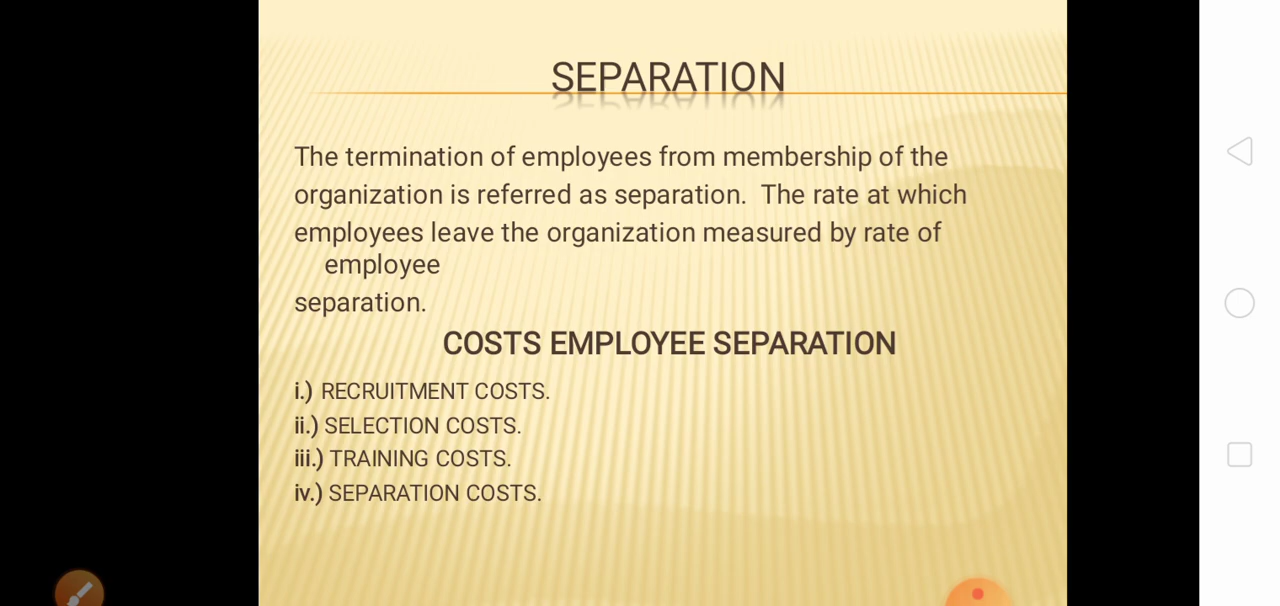 SEPARATION
The termination of employees from membership of the
organization is referred as separation.  The rate at which
employees leave the organization measured by rate of
employee
separation.
COSTS EMPLOYEE SEPARATION
i.) RECRUITMENT COSTS.
ii.) SELECTION COSTS.
iii.) TRAINING COSTS.
iv.) SEPARATION COSTS.